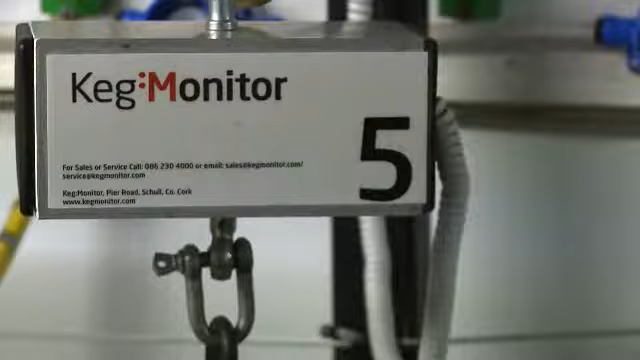 Keg:Monitor
5
For Sales or Service Call: 086 230 4000 or email: sales@kegmonitor.com/
service@kegmonitor.com
Keg:Monitor, Pier Road, Schull, Co. Cork
www.kegmonitor.com